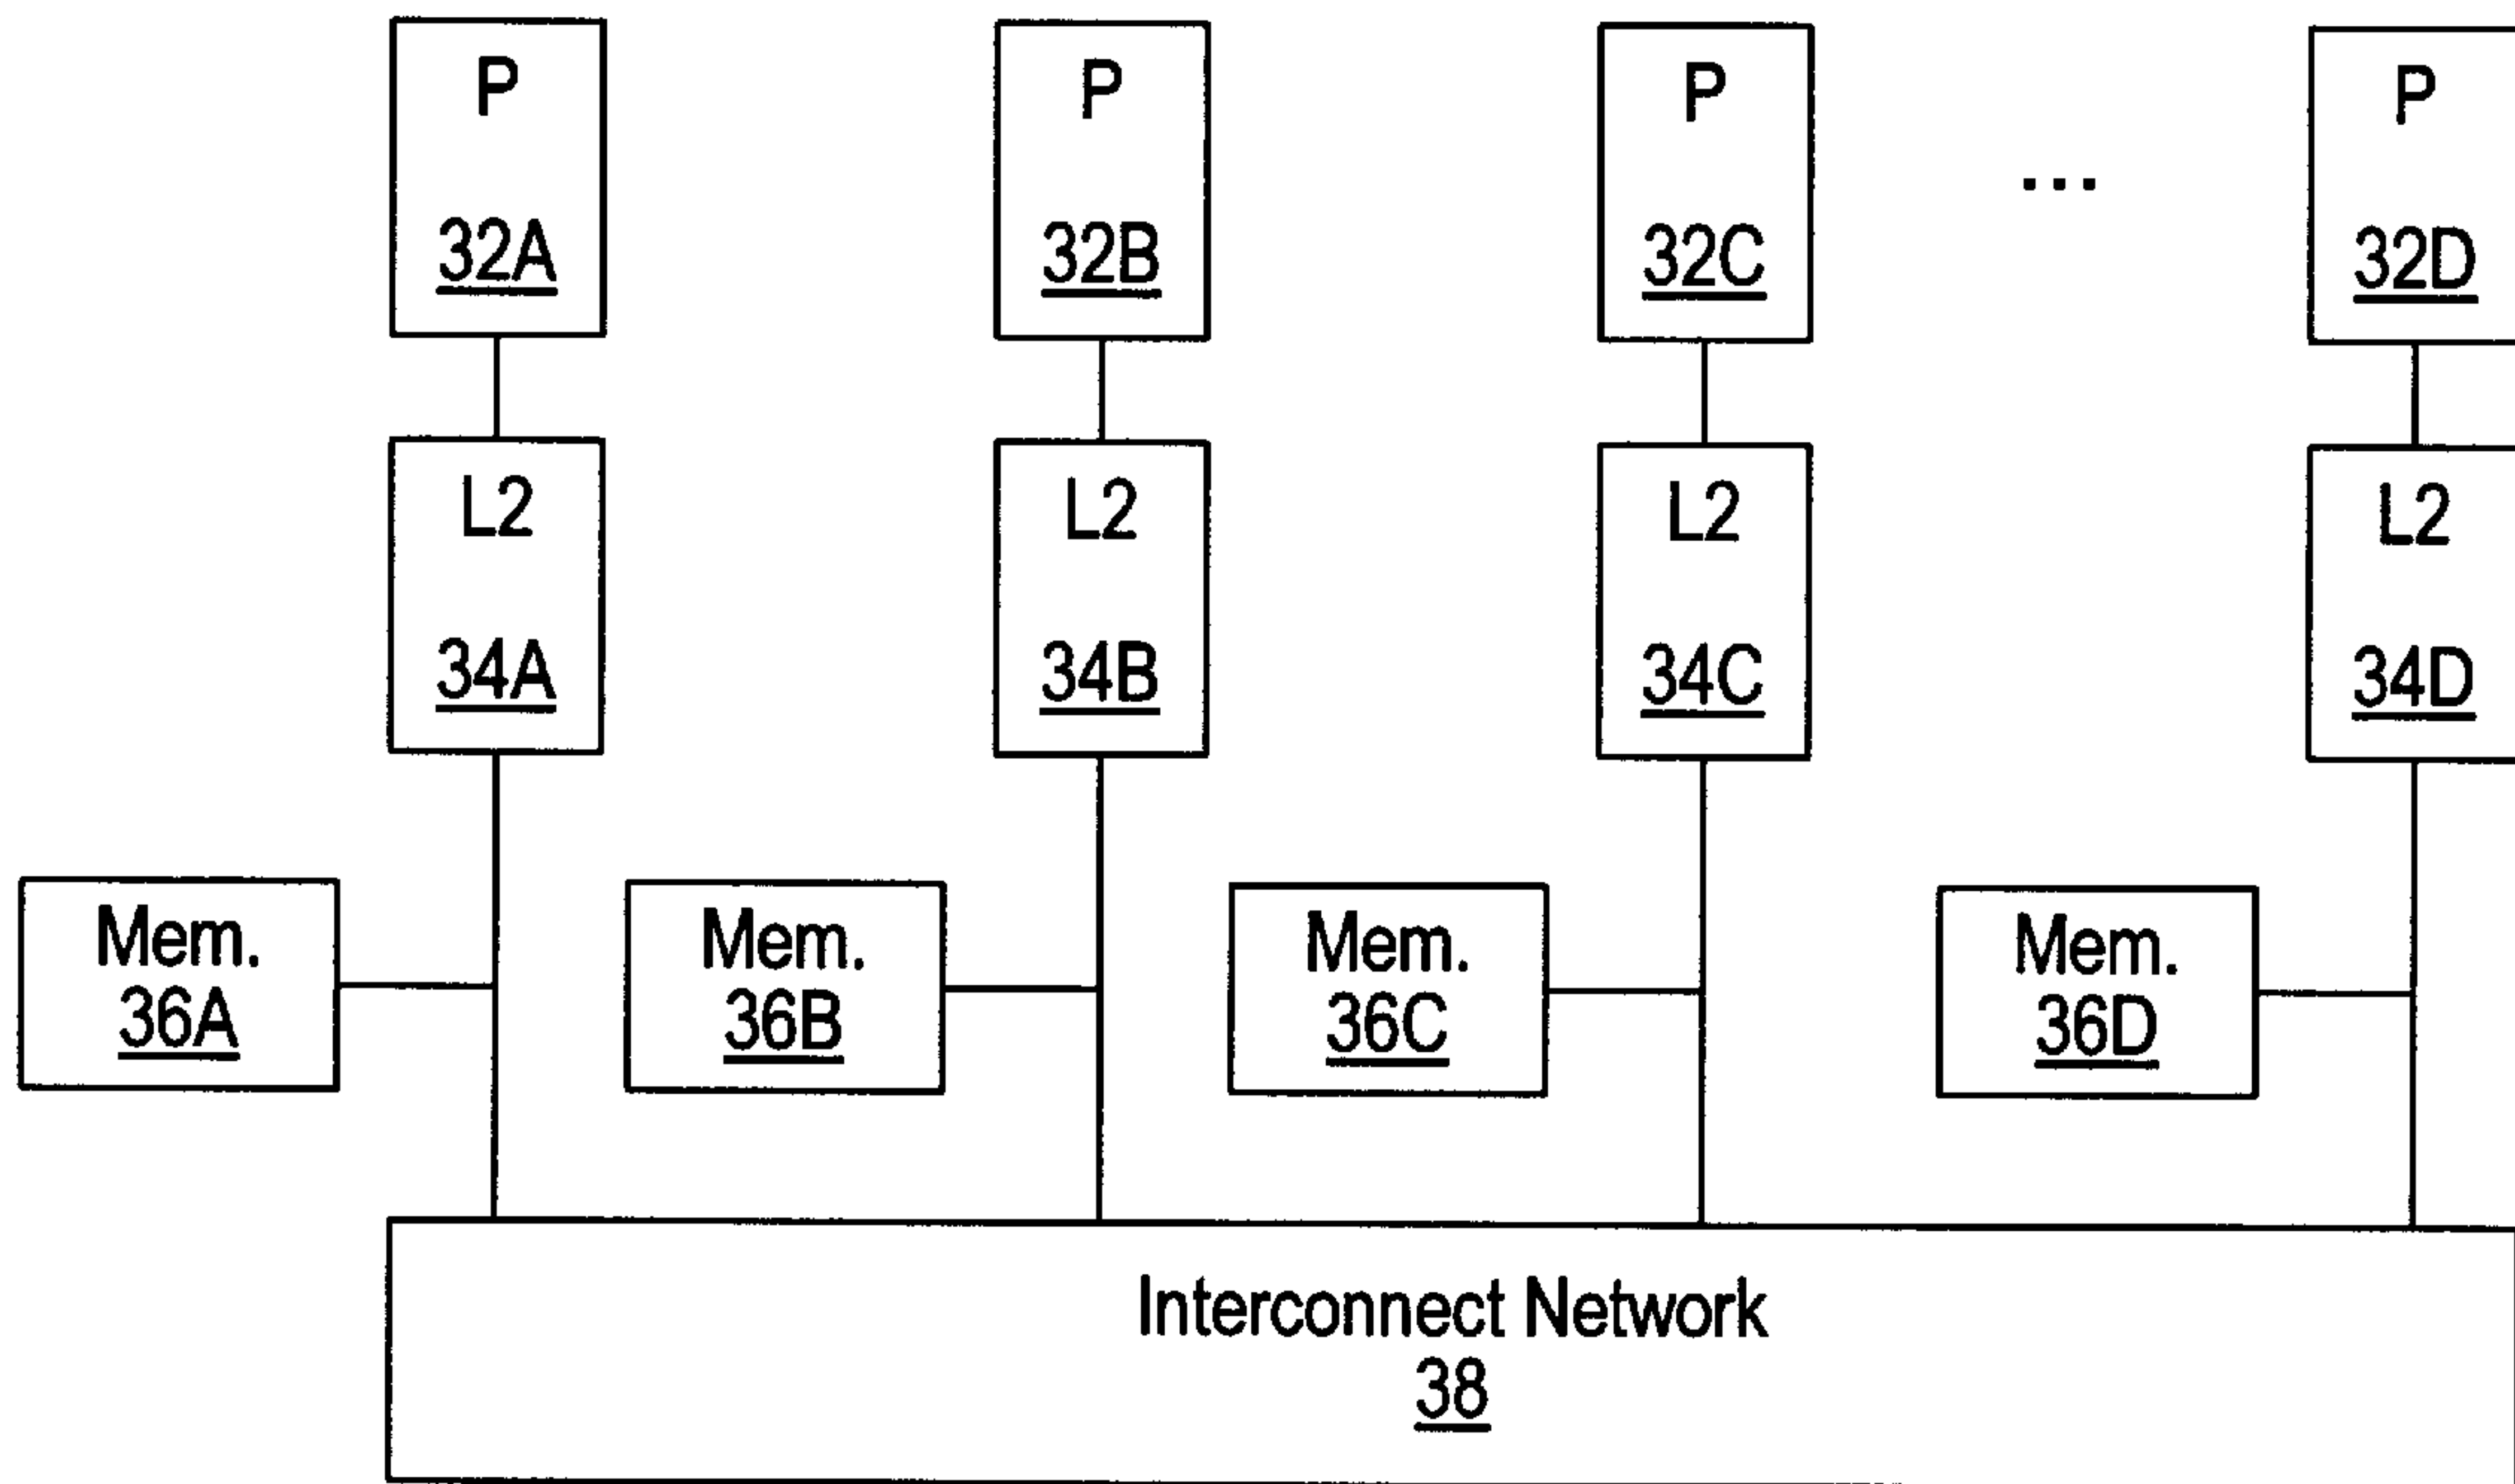 P
32A
P
32B
P
32C
...
P
32D
L2
34A
L2
34B
L2
34C
L2
34D
Mem.
36A
Mem.
36B
Mem.
36C
Mem.
36D
Interconnect Network
38